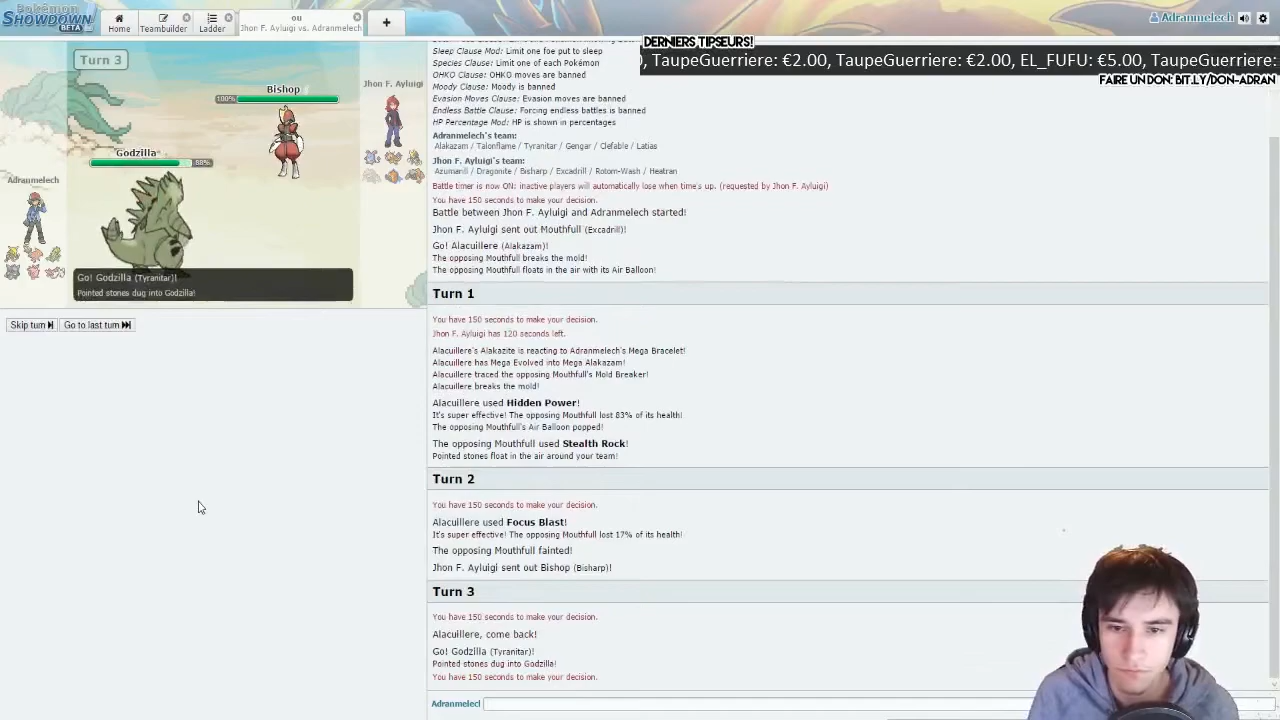 Pokémon
SHOWDOWN
BETA
Home
Teambuilder
Ladder
ou
Jhon F. Ayluigi vs. Adranmelech
+
Adranmelech
DERNIERS TIPSEURS!
, TaupeGuerriere: €2.00, TaupeGuerriere: €2.00, EL_FUFU: €5.00, TaupeGuerriere:
FAIRE UN DON: BIT.LY/DON-ADRAN
Turn 3
Jhon F. Ayluigi
Bishop
100%
Godzilla
88%
Adranmelech
Go! Godzilla (Tyranitar)!
Pointed stones dug into Godzilla!
Skip turn
Go to last turn
Sleep Clause Mod: Limit one foe put to sleep
Species Clause: Limit one of each Pokémon
OHKO Clause: OHKO moves are banned
Moody Clause: Moody is banned
Evasion Moves Clause: Evasion moves are banned
Endless Battle Clause: Forcing endless battles is banned
HP Percentage Mod: HP is shown in percentages
Adranmelech's team:
Alakazam / Talonflame / Tyranitar / Gengar / Clefable / Latias
Jhon F. Ayluigi's team:
Azumarill / Dragonite / Bisharp / Excadrill / Rotom-Wash / Heatran
Battle timer is now ON: inactive players will automatically lose when time's up. (requested by Jhon F. Ayluigi)
You have 150 seconds to make your decision.
Battle between Jhon F. Ayluigi and Adranmelech started!
Jhon F. Ayluigi sent out Mouthfull (Excadrill)!
Go! Alacuillere (Alakazam)!
The opposing Mouthfull breaks the mold!
The opposing Mouthfull floats in the air with its Air Balloon!
Turn 1
You have 150 seconds to make your decision.
Jhon F. Ayluigi has 120 seconds left.
Alacuillere's Alakazite is reacting to Adranmelech's Mega Bracelet!
Alacuillere has Mega Evolved into Mega Alakazam!
Alacuillere traced the opposing Mouthfull's Mold Breaker!
Alacuillere breaks the mold!
Alacuillere used Hidden Power!
It's super effective! The opposing Mouthfull lost 83% of its health!
The opposing Mouthfull's Air Balloon popped!
The opposing Mouthfull used Stealth Rock!
Pointed stones float in the air around your team!
Turn 2
You have 150 seconds to make your decision.
Alacuillere used Focus Blast!
It's super effective! The opposing Mouthfull lost 17% of its health!
The opposing Mouthfull fainted!
Jhon F. Ayluigi sent out Bishop (Bisharp)!
Turn 3
You have 150 seconds to make your decision.
Alacuillere, come back!
Go! Godzilla (Tyranitar)!
Pointed stones dug into Godzilla!
You have 150 seconds to make your decision.
Adranmelecl